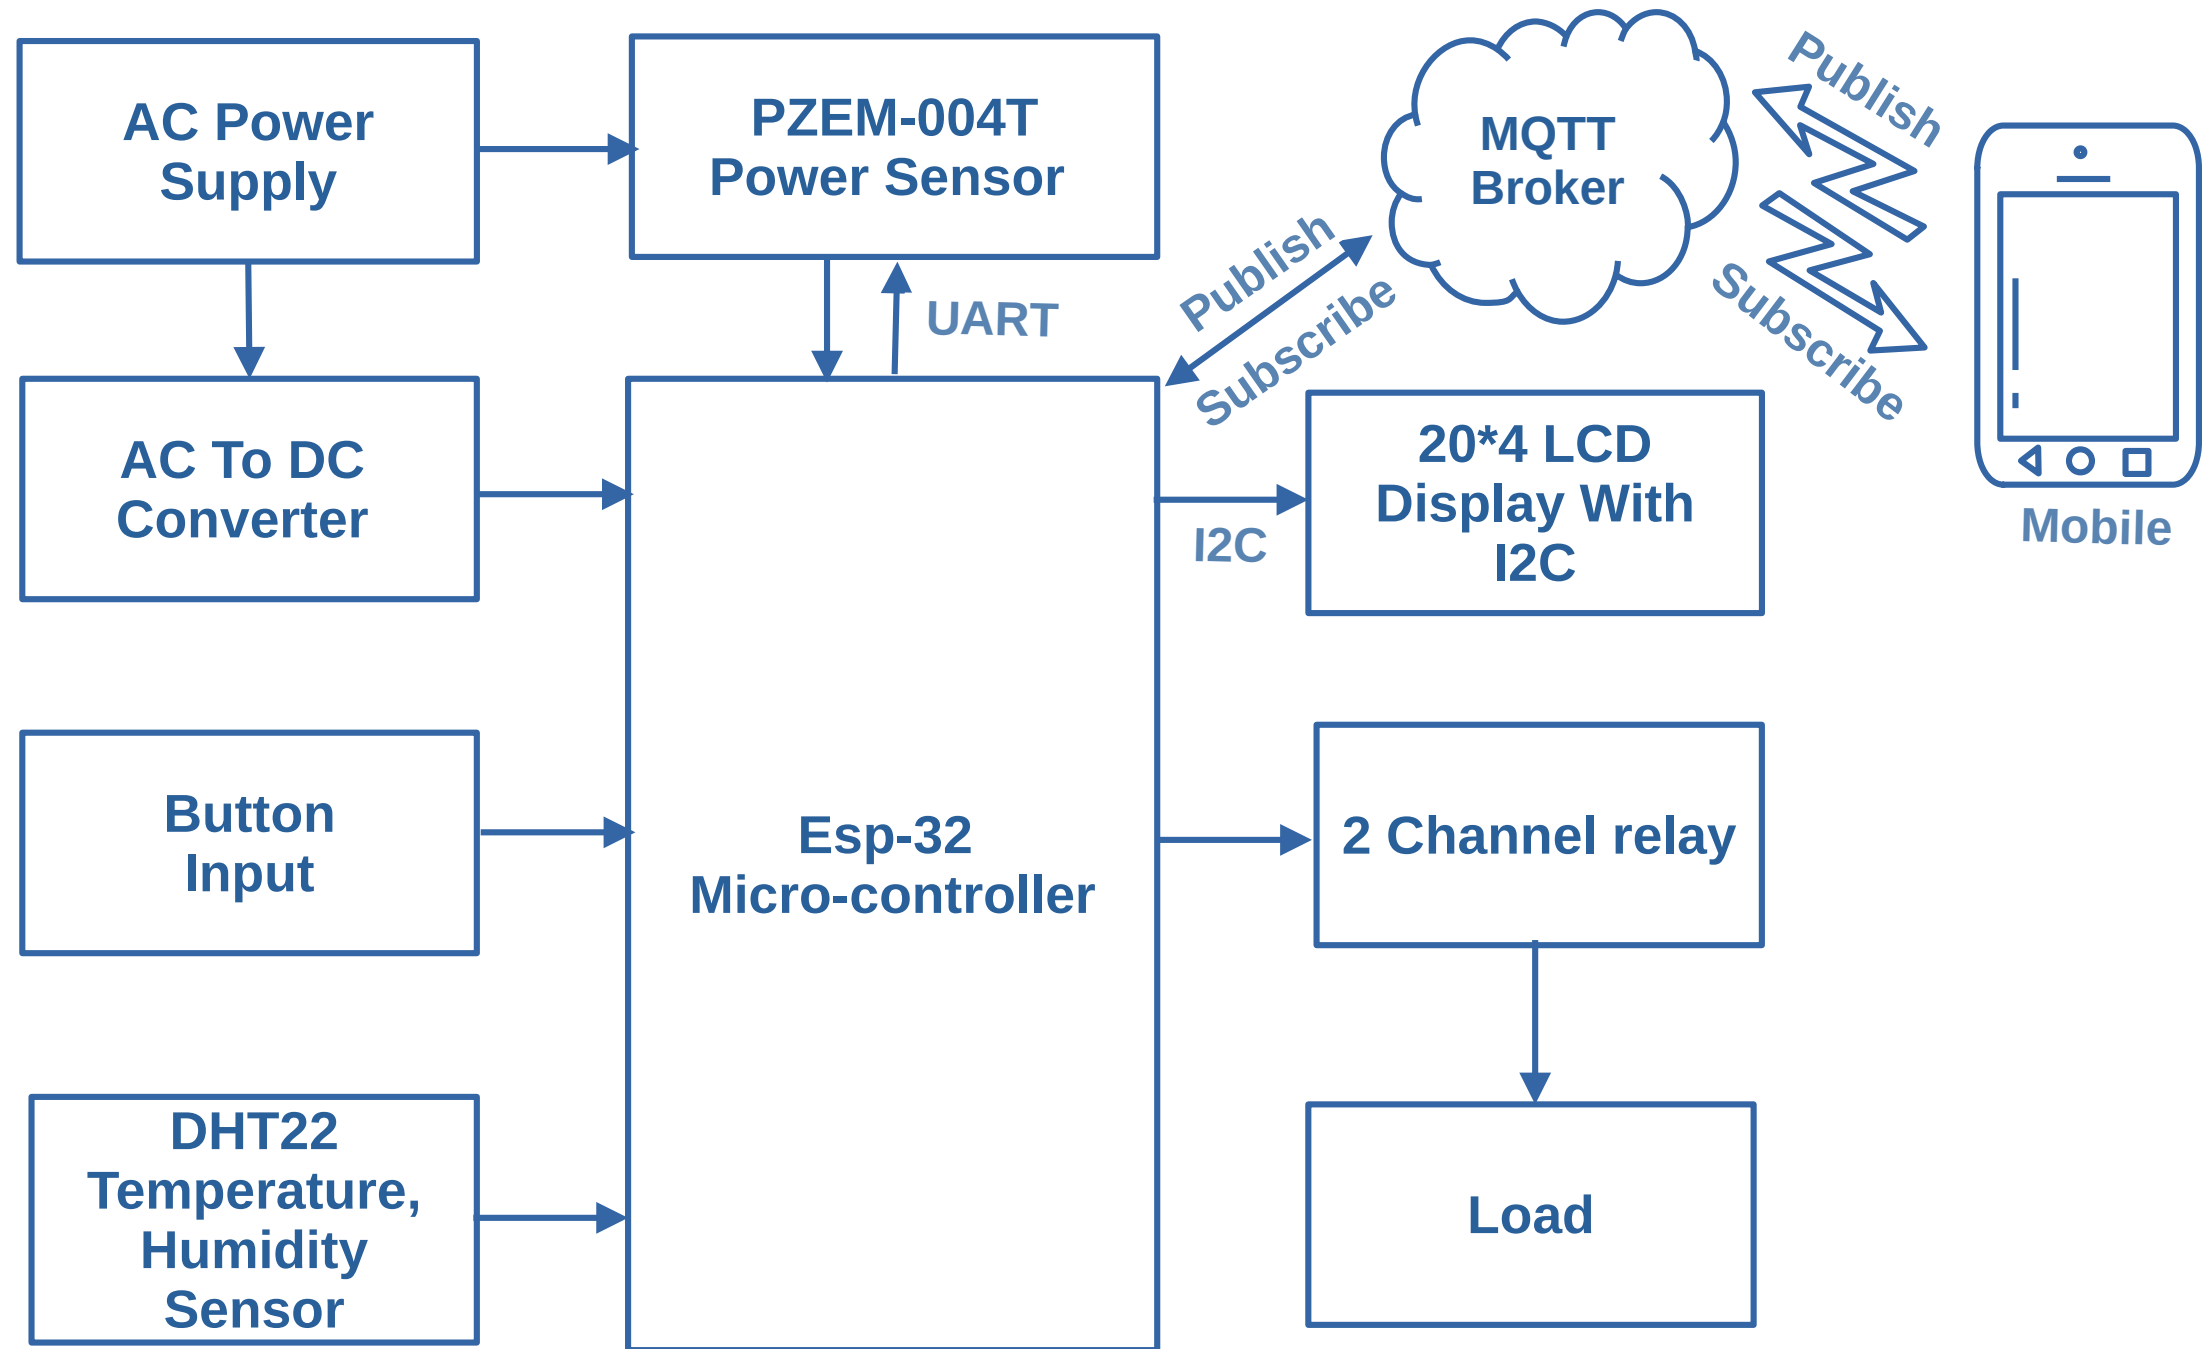 AC Power
Supply
PZEM-004T
Power Sensor
MQTT
Broker
Publish
Publish
Subscribe
Subscribe
UART
AC To DC
Converter
20*4 LCD
Display With
I2C
I2C
Mobile
Button
Input
Esp-32
Micro-controller
2 Channel relay
DHT22
Temperature,
Humidity
Sensor
Load